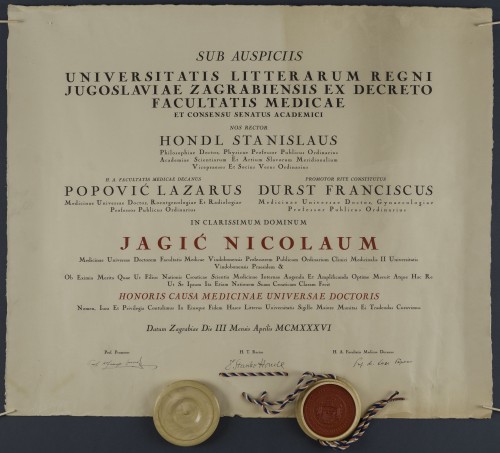 SUB AUSPICIIS
UNIVERSITATIS LITTERARUM REGNI
JUGOSLAVIAE ZAGRABIENSIS EX DECRETO
FACULTATIS MEDICAE
ET CONSENSU SENATUS ACADEMICI
NOS RECTOR
HONDL STANISLAUS
Philosophiae Doctor, Physicae Professor Publicus Ordinarius
Academiae Scientiarum Et Artium Slavorum Meridionalium
Vicepraeses Et Socius Verus Ordinarius
H. A. FACULTATIS MEDICAE DECANUS PROMOTOR RITE CONSTITUTUS
POPOVIĆ LAZARUS DURST FRANCISCUS
Medicinae Universae Doctor, Roentgenologiae Et Radiologiae Medicinae Universae Doctor, Gynaecologiae
Professor Publicus Ordinarius Professor Publicus Ordinarius
IN CLARISSIMUM DOMINUM
JAGIĆ NICOLAUM
Medicinae Universae Doctorem Facultatis Medicae Vindobonensis Professorem Publicum Ordinarium Clinici Medicinalis II Universitatis
Vindobonensis &
Ob Eximia Merita Quae Ut Filius Nationis Croaticae Scientia Medicinae Internae Augenda Et Amplificanda Optime Meruit Atque
Ut Se Ipsum Ita Etiam Nationem Suam Croaticam Claram Fecit
HONORIS CAUSA MEDICINAE UNIVERSAE DOCTORIS
Nomen, Iura Et Privilegia Contulimus In Eiusque Fidem Hasce Litteras Universitatis Sigillo Maiore Munitas Et Tradendas Curavimus
Datum Zagrabiae Die III Mensis Aprilis MCMXXXVI
Prof. Promotor H. T. Rector H. A. Facultatis Medicae Decanus